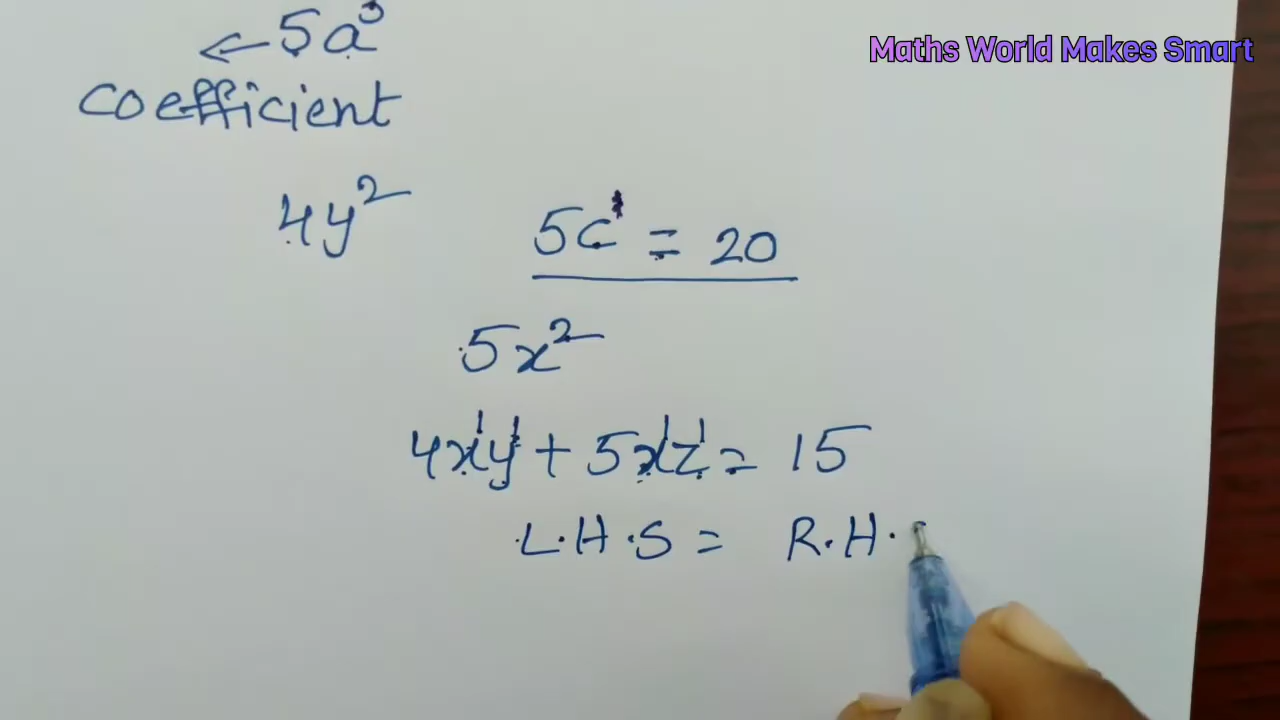 Maths World Makes Smart
← 5a³
coefficient
4y²
5c¹ = 20
5x²
4x¹y¹ + 5x¹z¹ = 15
L.H.S = R.H.